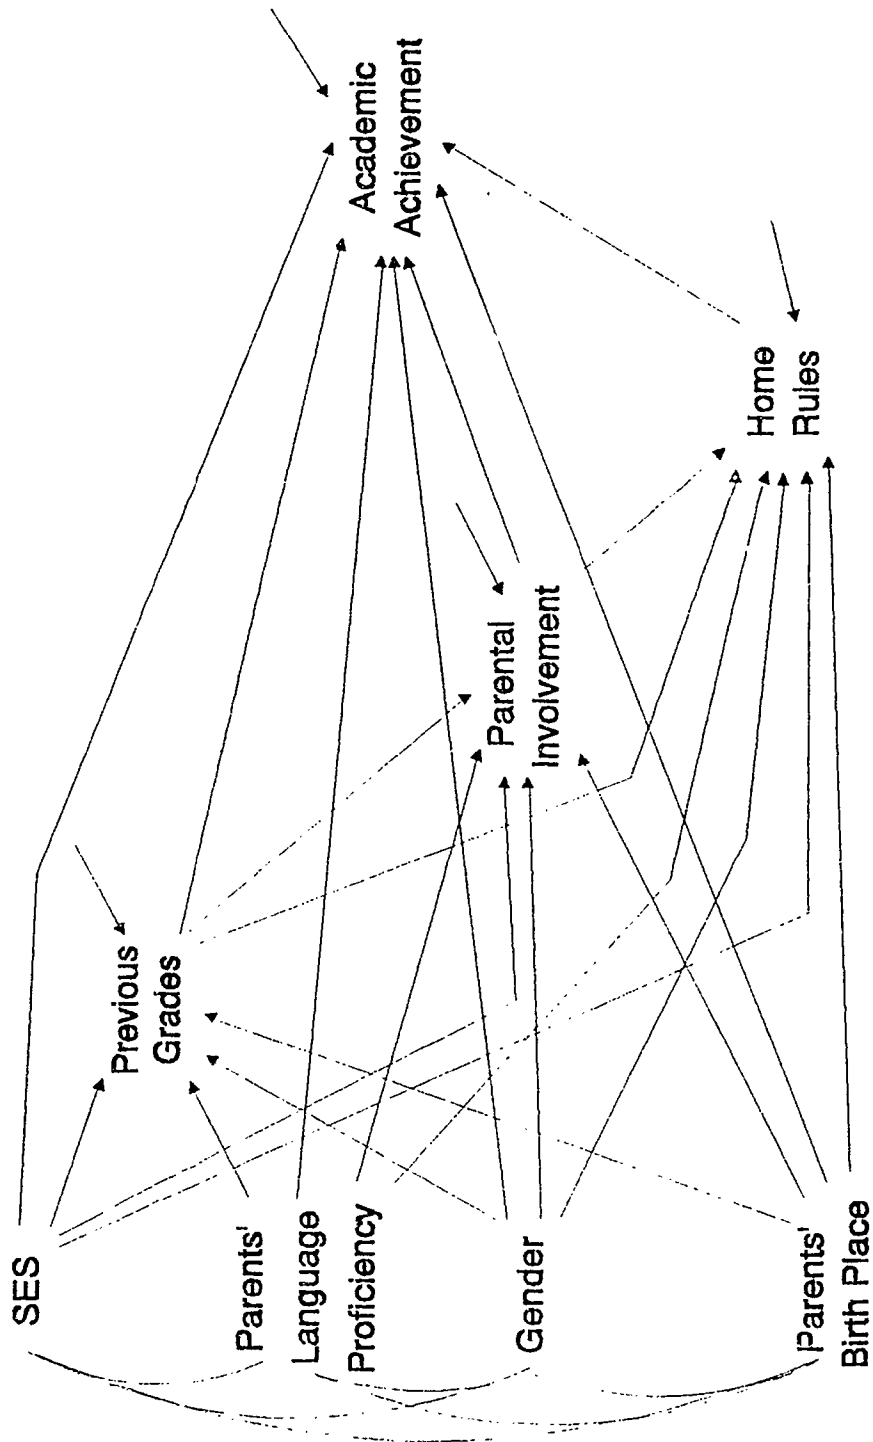 SES
Parents'
Language
Proficiency
Gender
Parents'
Birth Place
Previous
Grades
Parental
Involvement
Home
Rules
Academic
Achievement